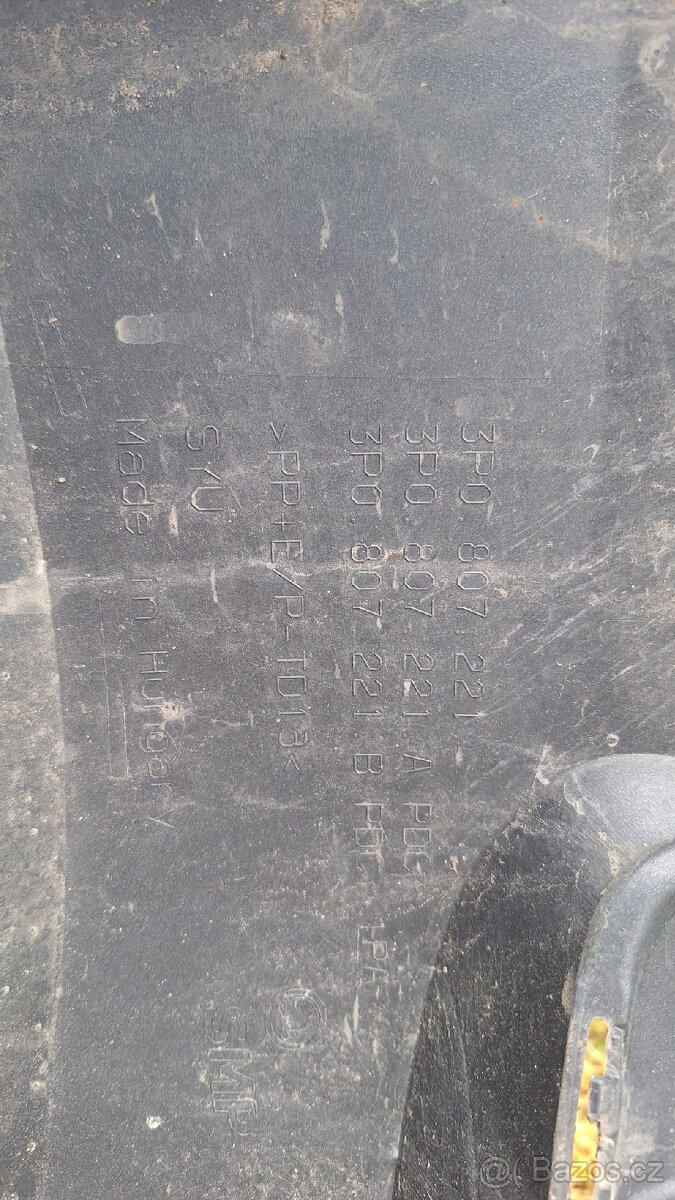 3P0.807.221.
3P0.807.221.A PDC
3P0.807.221.B PDC LPA
>PP+E/P-TD13<
SYU
Made in Hungary
SMP
@ Bazos.cz